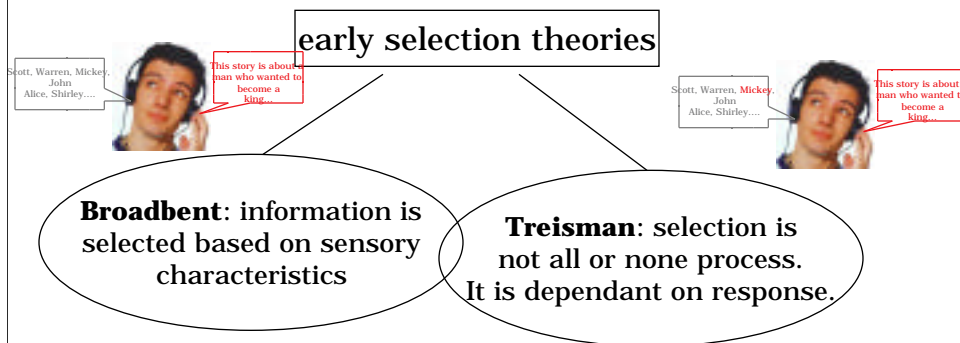 early selection theories
Scott, Warren, Mickey,
John
Alice, Shirley....
This story is about a
man who wanted to
become a
king...
Scott, Warren, Mickey,
John
Alice, Shirley....
This story is about
man who wanted t
become a
king...
Broadbent: information is
selected based on sensory
characteristics
Treisman: selection is
not all or none process.
It is dependant on response.